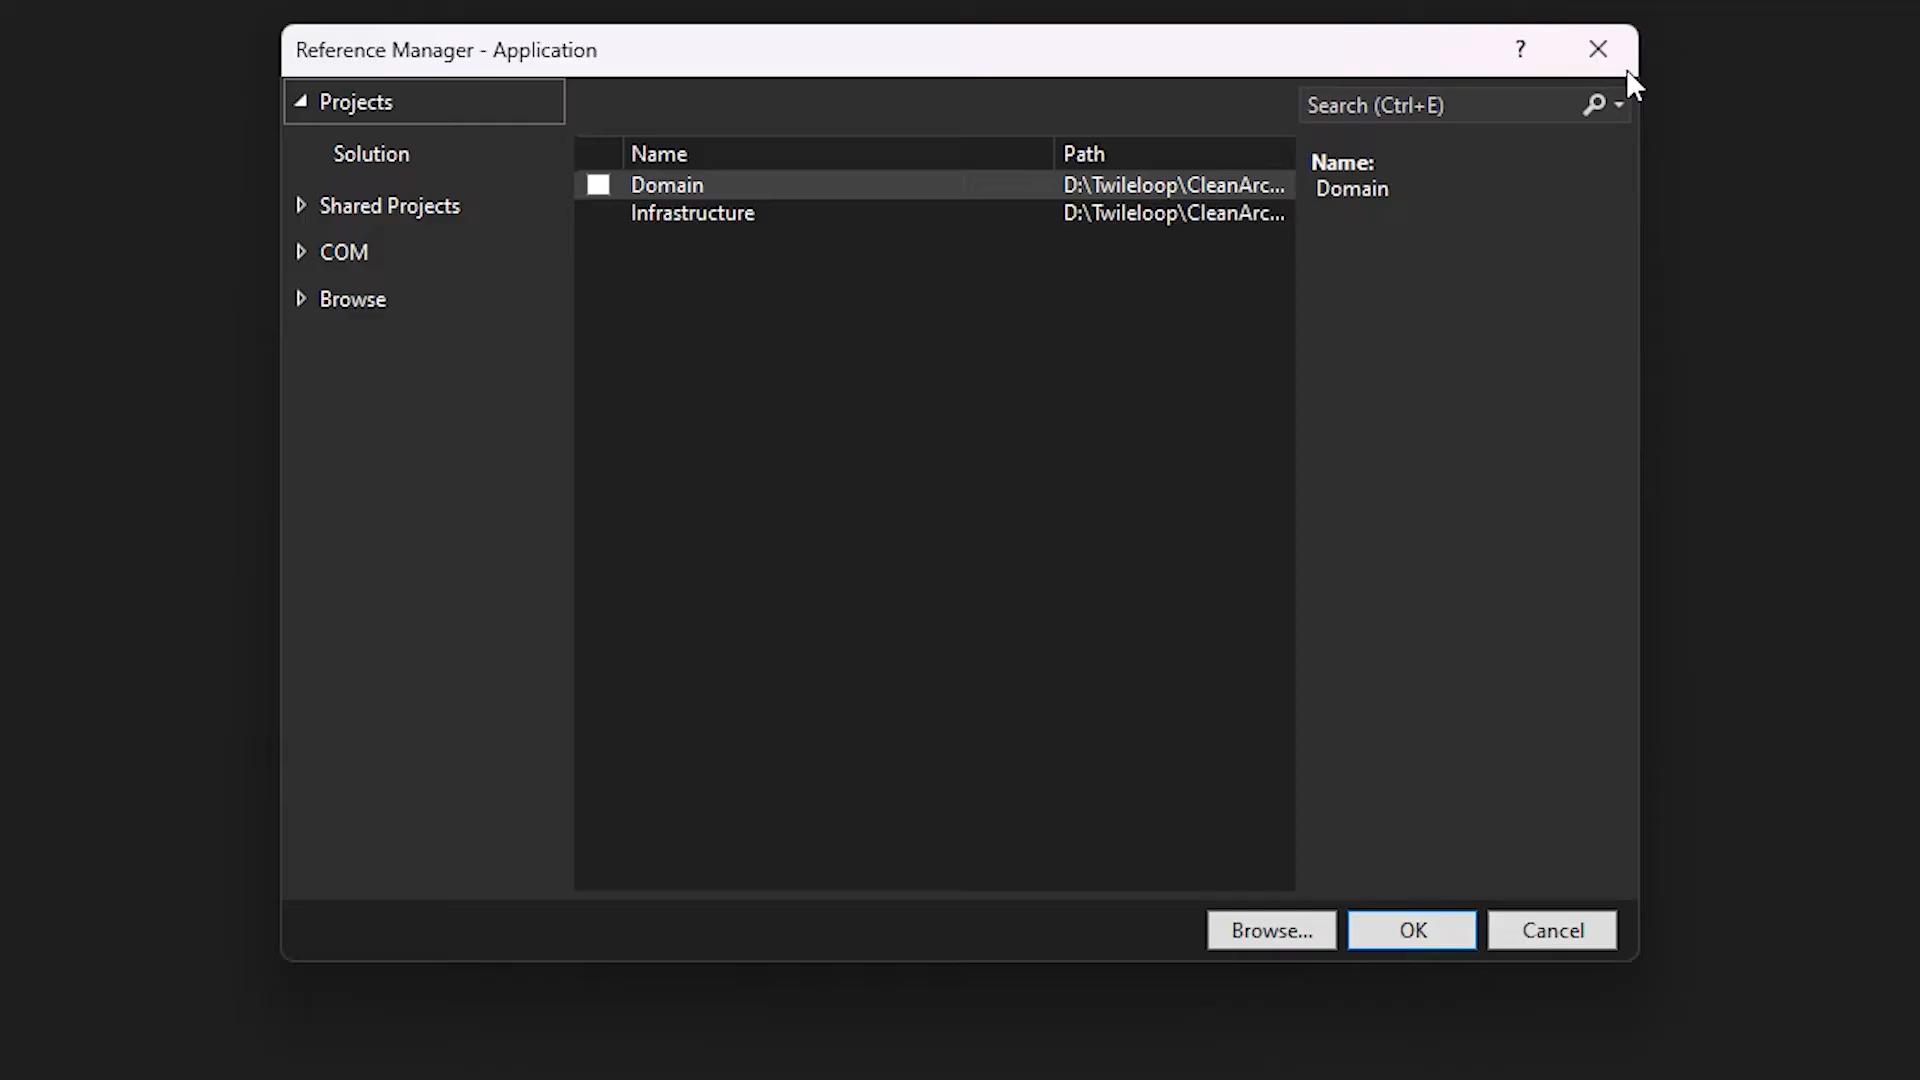 Reference Manager - Application
?
Projects
Search (Ctrl+E)
Solution
Name Path
Name:
Domain D:\Twileloop\CleanArc...
Domain
Shared Projects
Infrastructure D:\Twileloop\CleanArc...
COM
Browse
Browse... OK Cancel